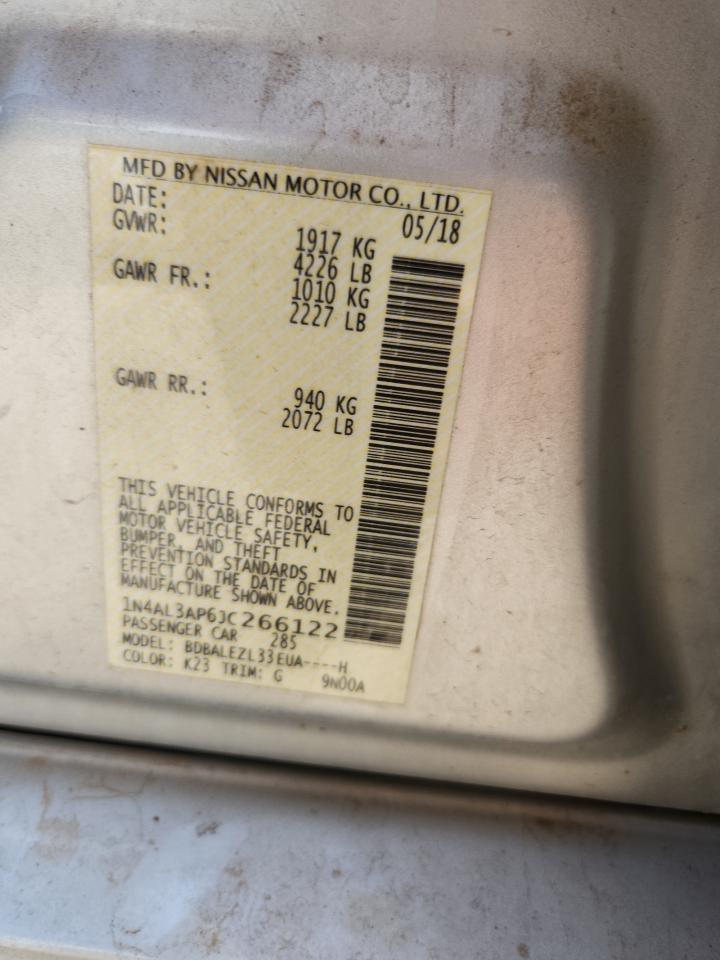 MFD BY NISSAN MOTOR CO., LTD.
DATE: 05/18
GVWR: 1917 KG
4226 LB
GAWR FR.: 1010 KG
2227 LB
GAWR RR.: 940 KG
2072 LB
THIS VEHICLE CONFORMS TO
ALL APPLICABLE FEDERAL
MOTOR VEHICLE SAFETY,
BUMPER, AND THEFT
PREVENTION STANDARDS IN
EFFECT ON THE DATE OF
MANUFACTURE SHOWN ABOVE.
1N4AL3AP6JC266122
PASSENGER CAR 285
MODEL: BDBALEZL33EUA----H
COLOR: K23 TRIM: G 9N00A